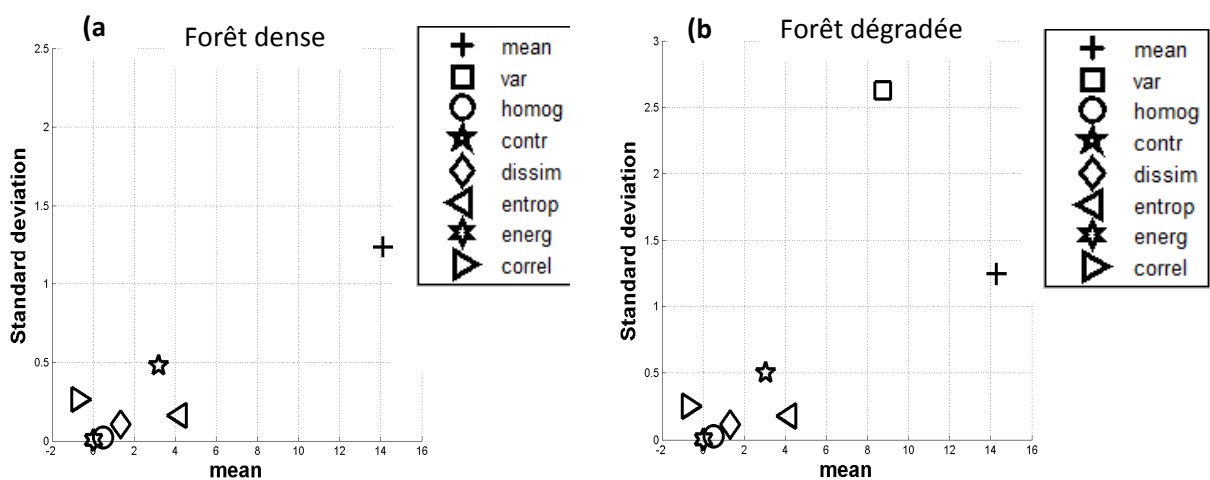 (a
Forêt dense
2.5
2
1.5
1
0.5
0
-2
0
2
4
6
8
10
12
14
16
Standard deviation
mean
mean
var
homog
contr
dissim
entrop
energ
correl
(b
Forêt dégradée
3
2.5
2
1.5
1
0.5
0
-2
0
2
4
6
8
10
12
14
16
Standard deviation
mean
mean
var
homog
contr
dissim
entrop
energ
correl